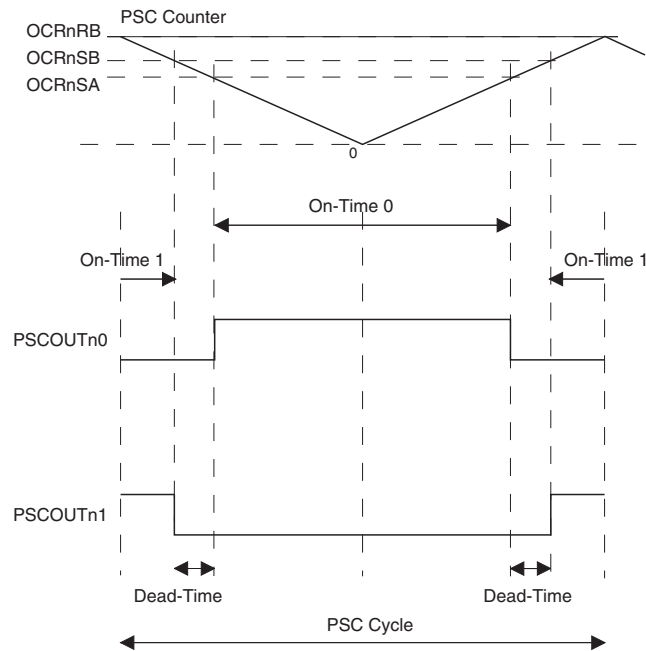 PSC Counter
OCRnRB
OCRnSB
OCRnSA
0
On-Time 0
On-Time 1
On-Time 1
PSCOUTn0
PSCOUTn1
Dead-Time
Dead-Time
PSC Cycle